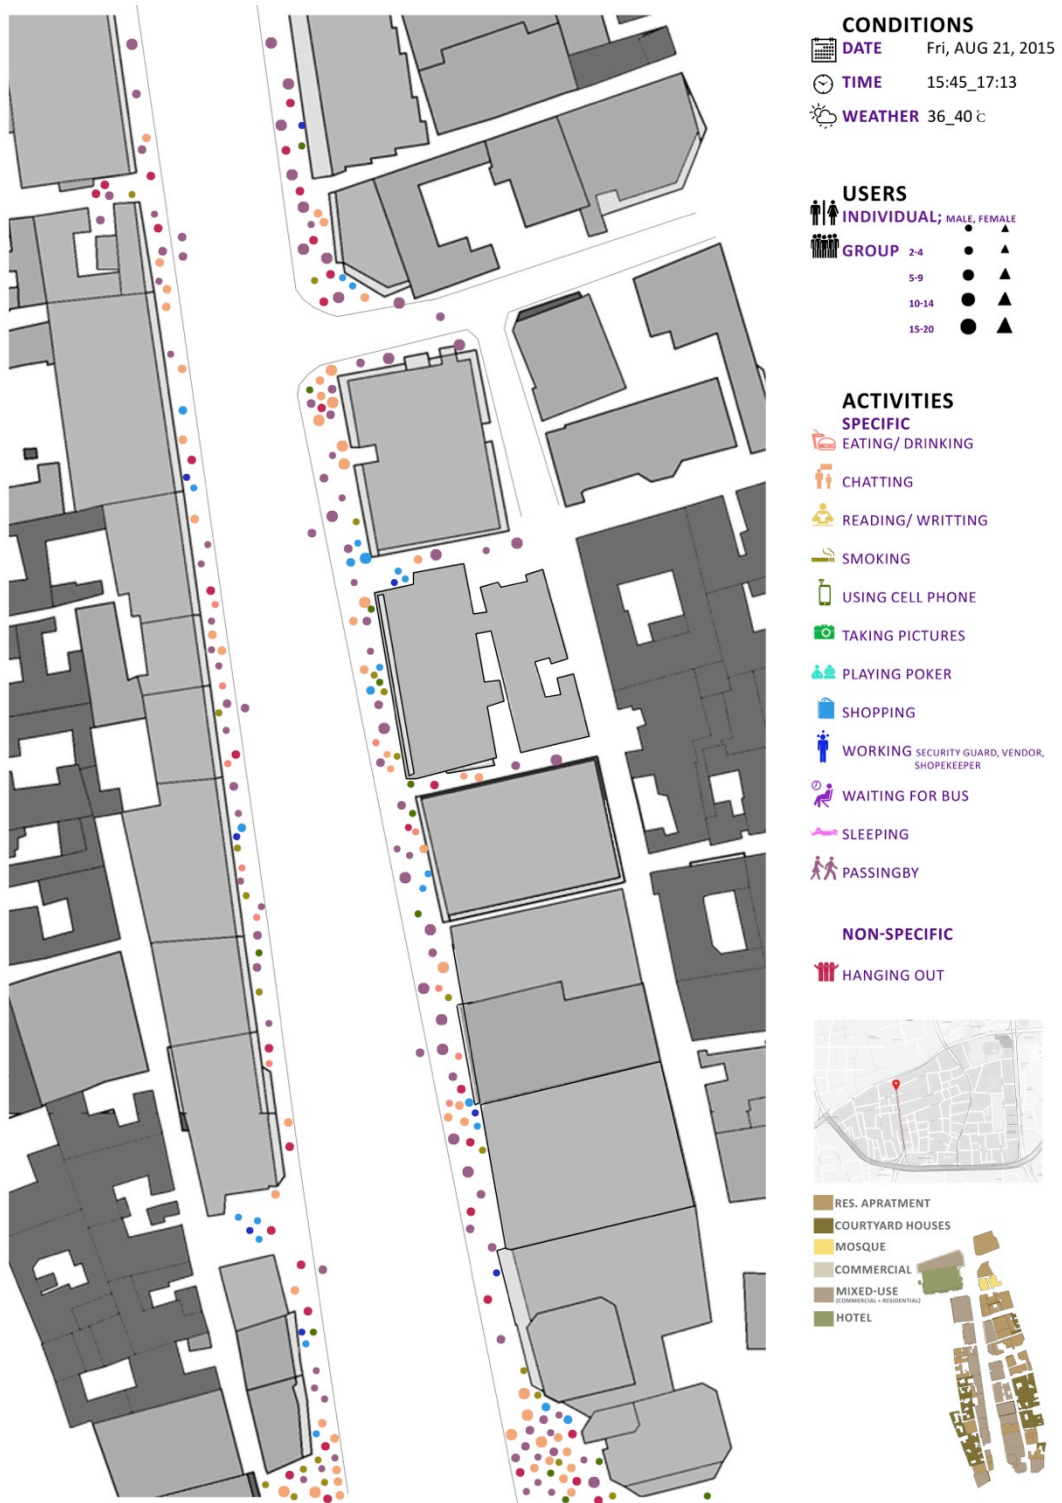 CONDITIONS
DATE Fri, AUG 21, 2015
TIME 15:45_17:13
WEATHER 36_40 ℃
USERS
INDIVIDUAL; MALE, FEMALE
GROUP 2-4
5-9
10-14
15-20
ACTIVITIES
SPECIFIC
EATING/ DRINKING
CHATTING
READING/ WRITTING
SMOKING
USING CELL PHONE
TAKING PICTURES
PLAYING POKER
SHOPPING
WORKING SECURITY GUARD, VENDOR,
SHOPEKEEPER
WAITING FOR BUS
SLEEPING
PASSINGBY
NON-SPECIFIC
HANGING OUT
RES. APRATMENT
COURTYARD HOUSES
MOSQUE
COMMERCIAL
MIXED-USE
(COMMERCIAL + RESIDENTIAL)
HOTEL